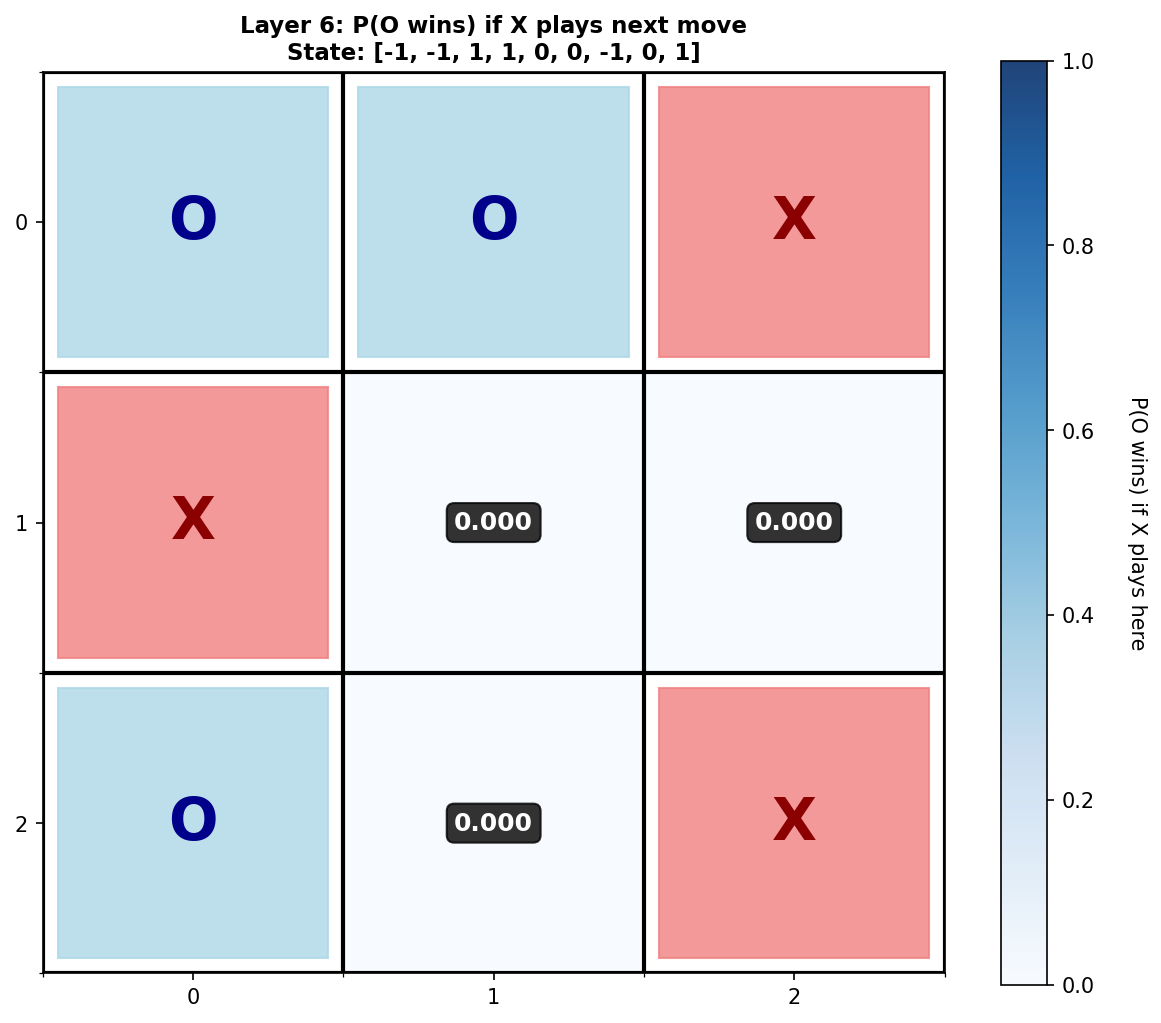 Layer 6: P(O wins) if X plays next move
State: [-1, -1, 1, 1, 0, 0, -1, 0, 1]
0
O
O
X
1
X
0.000
0.000
2
O
0.000
X
0
1
2
1.0
0.8
0.6
0.4
0.2
0.0
P(O wins) if X plays here